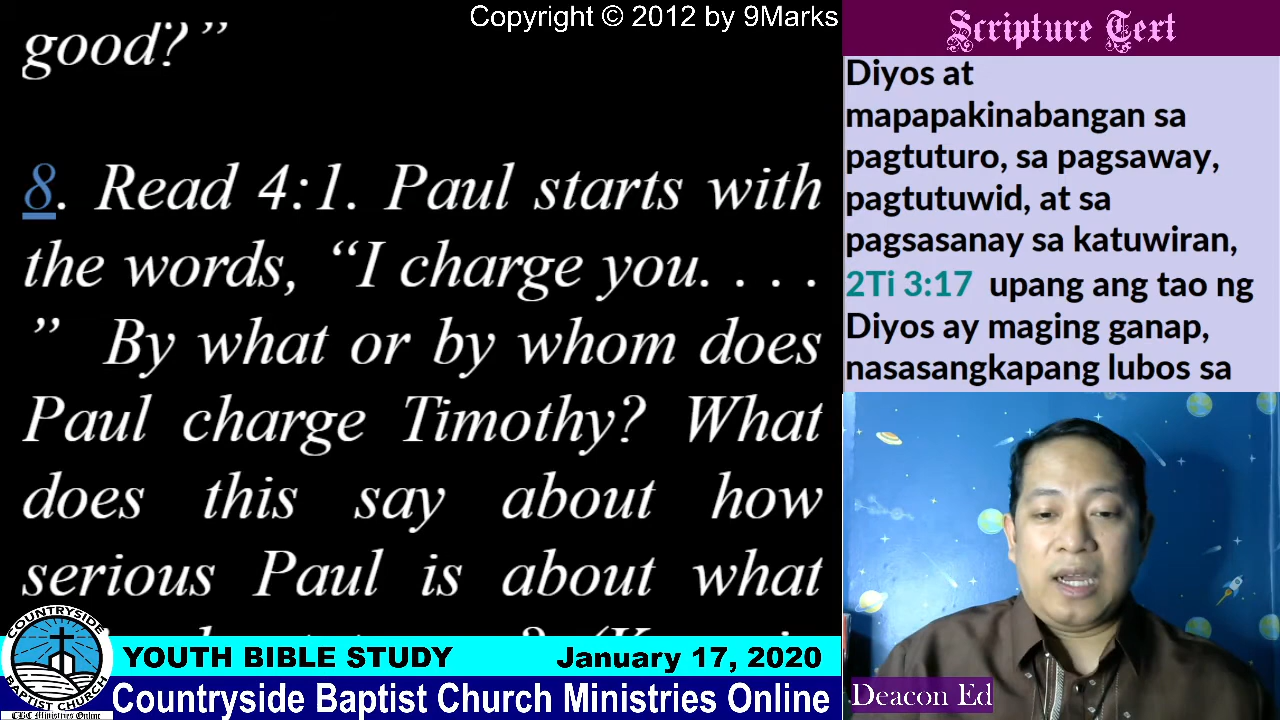 Copyright © 2012 by 9Marks
good?”
8. Read 4:1. Paul starts with
the words, “I charge you. . . .
” By what or by whom does
Paul charge Timothy? What
does this say about how
serious Paul is about what
Scripture Text
Diyos at
mapapakinabangan sa
pagtuturo, sa pagsaway,
pagtutuwid, at sa
pagsasanay sa katuwiran,
2Ti 3:17 upang ang tao ng
Diyos ay maging ganap,
nasasangkapang lubos sa
Deacon Ed
COUNTRYSIDE
BAPTIST CHURCH
CBC Ministries Online
YOUTH BIBLE STUDY January 17, 2020
Countryside Baptist Church Ministries Online